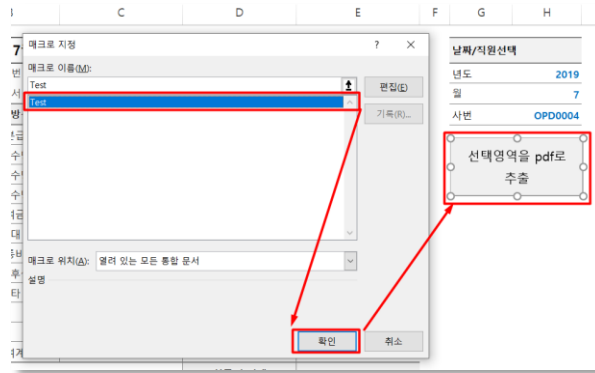 C D E F G H
매크로 지정 ? ×
매크로 이름(M):
Test
편집(E)
Test
기록(R)...
매크로 위치(A): 열려 있는 모든 통합 문서
설명
확인 취소
날짜/직원선택
년도 2019
월 7
사번 OPD0004
선택영역을 pdf로
추출